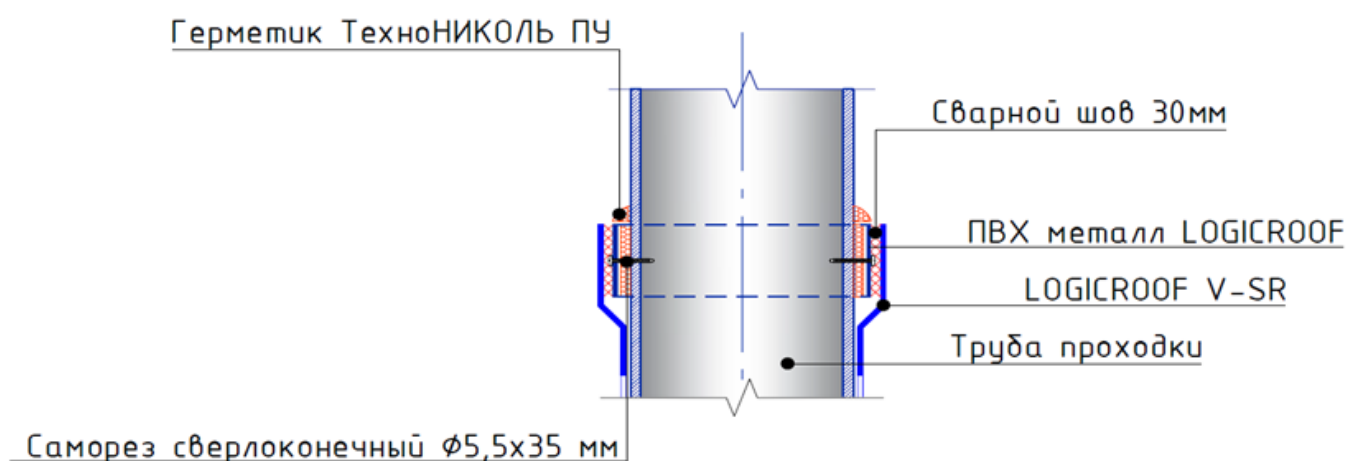 Герметик ТехноНИКОЛЬ ПУ
Сварной шов 30мм
ПВХ металл LOGICROOF
LOGICROOF V-SR
Труба проходки
Саморез сверлоконечный Ф5,5х35 мм